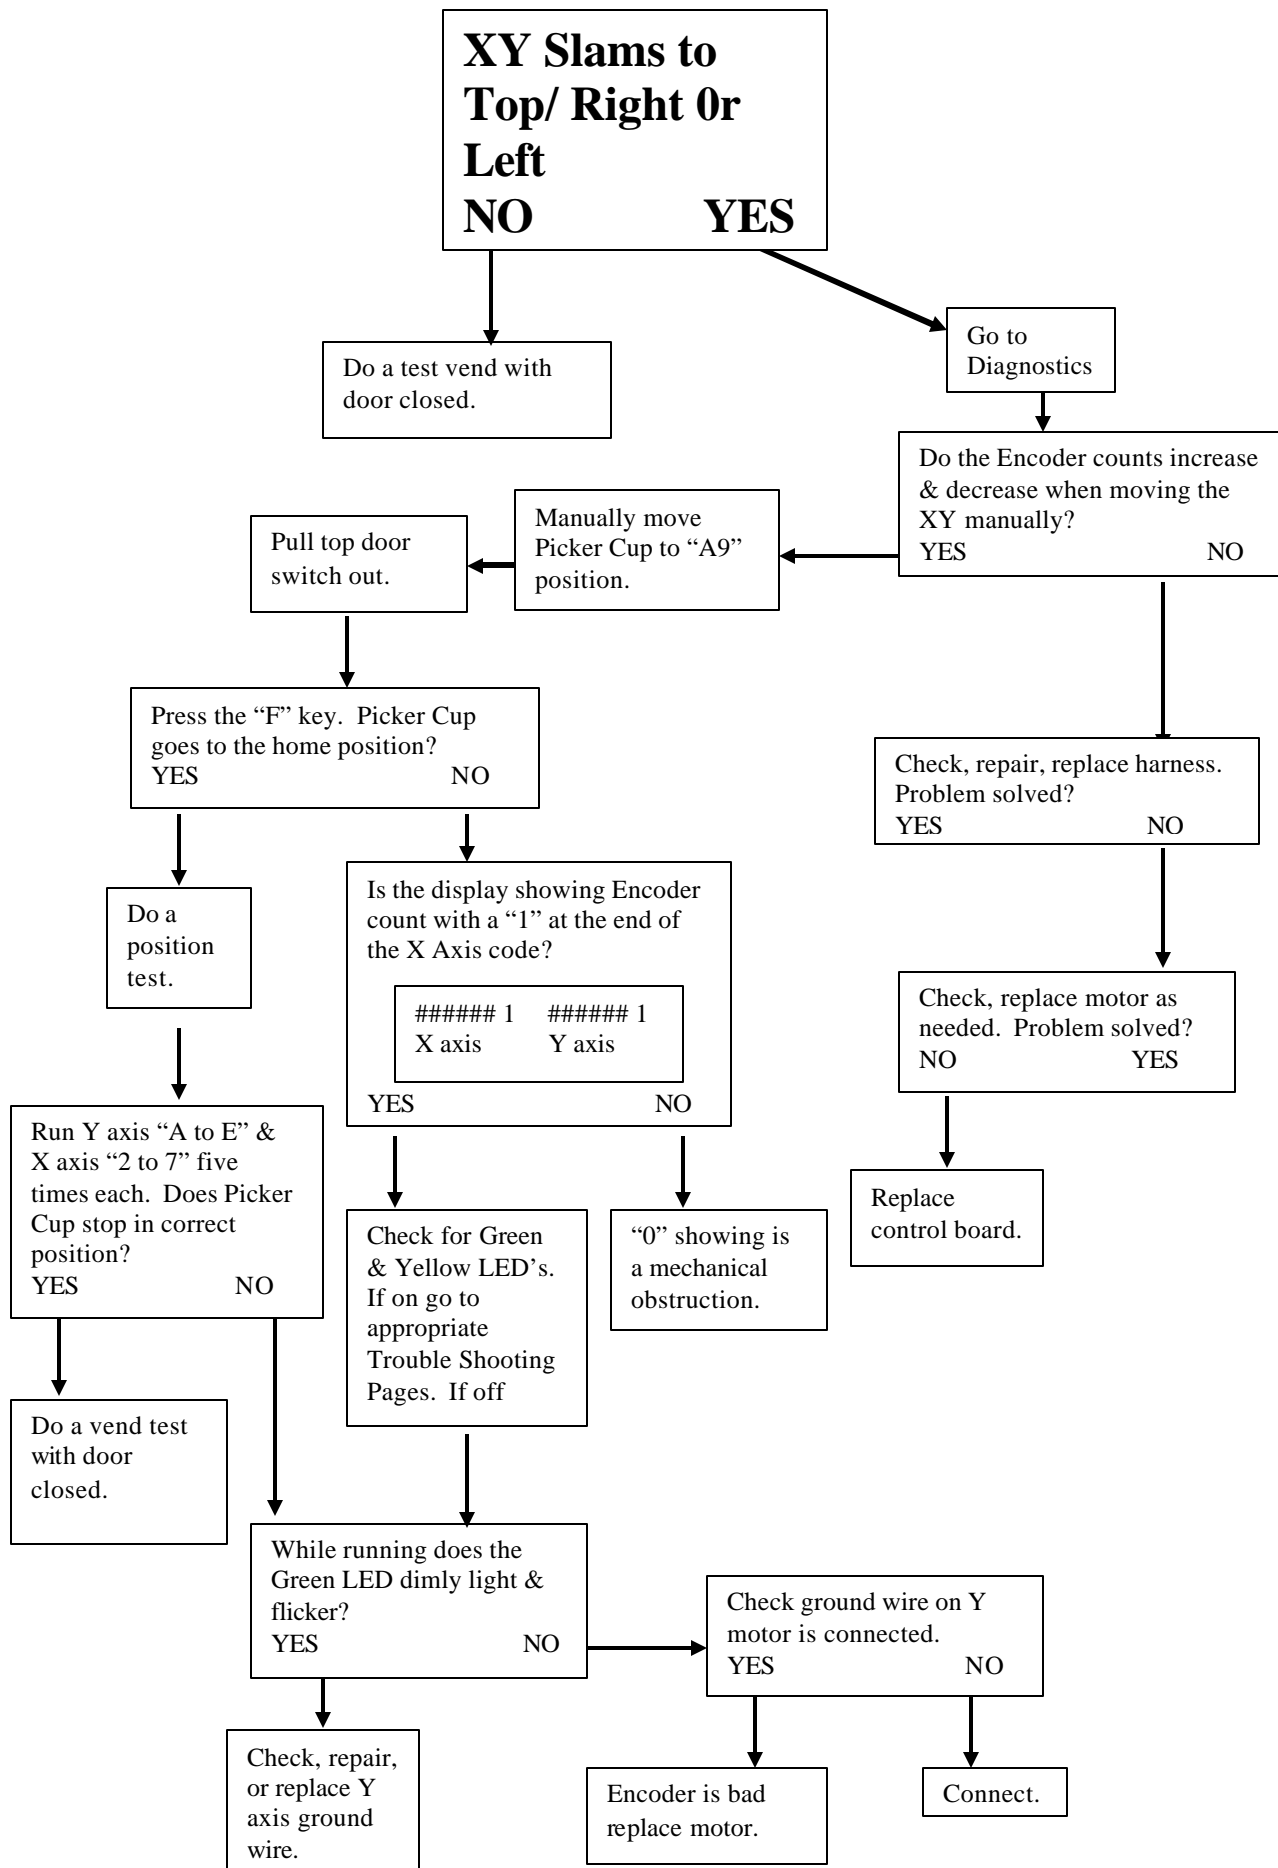 XY Slams to
Top/ Right 0r
Left
NO YES
Do a test vend with
door closed.
Go to
Diagnostics
Do the Encoder counts increase
& decrease when moving the
XY manually?
YES NO
Manually move
Picker Cup to “A9”
position.
Pull top door
switch out.
Press the “F” key. Picker Cup
goes to the home position?
YES NO
Check, repair, replace harness.
Problem solved?
YES NO
Do a
position
test.
Is the display showing Encoder
count with a “1” at the end of
the X Axis code?
###### 1 ###### 1
X axis Y axis
YES NO
Check, replace motor as
needed. Problem solved?
NO YES
Run Y axis “A to E” &
X axis “2 to 7” five
times each. Does Picker
Cup stop in correct
position?
YES NO
Check for Green
& Yellow LED’s.
If on go to
appropriate
Trouble Shooting
Pages. If off
“0” showing is
a mechanical
obstruction.
Replace
control board.
Do a vend test
with door
closed.
While running does the
Green LED dimly light &
flicker?
YES NO
Check ground wire on Y
motor is connected.
YES NO
Check, repair,
or replace Y
axis ground
wire.
Encoder is bad
replace motor.
Connect.